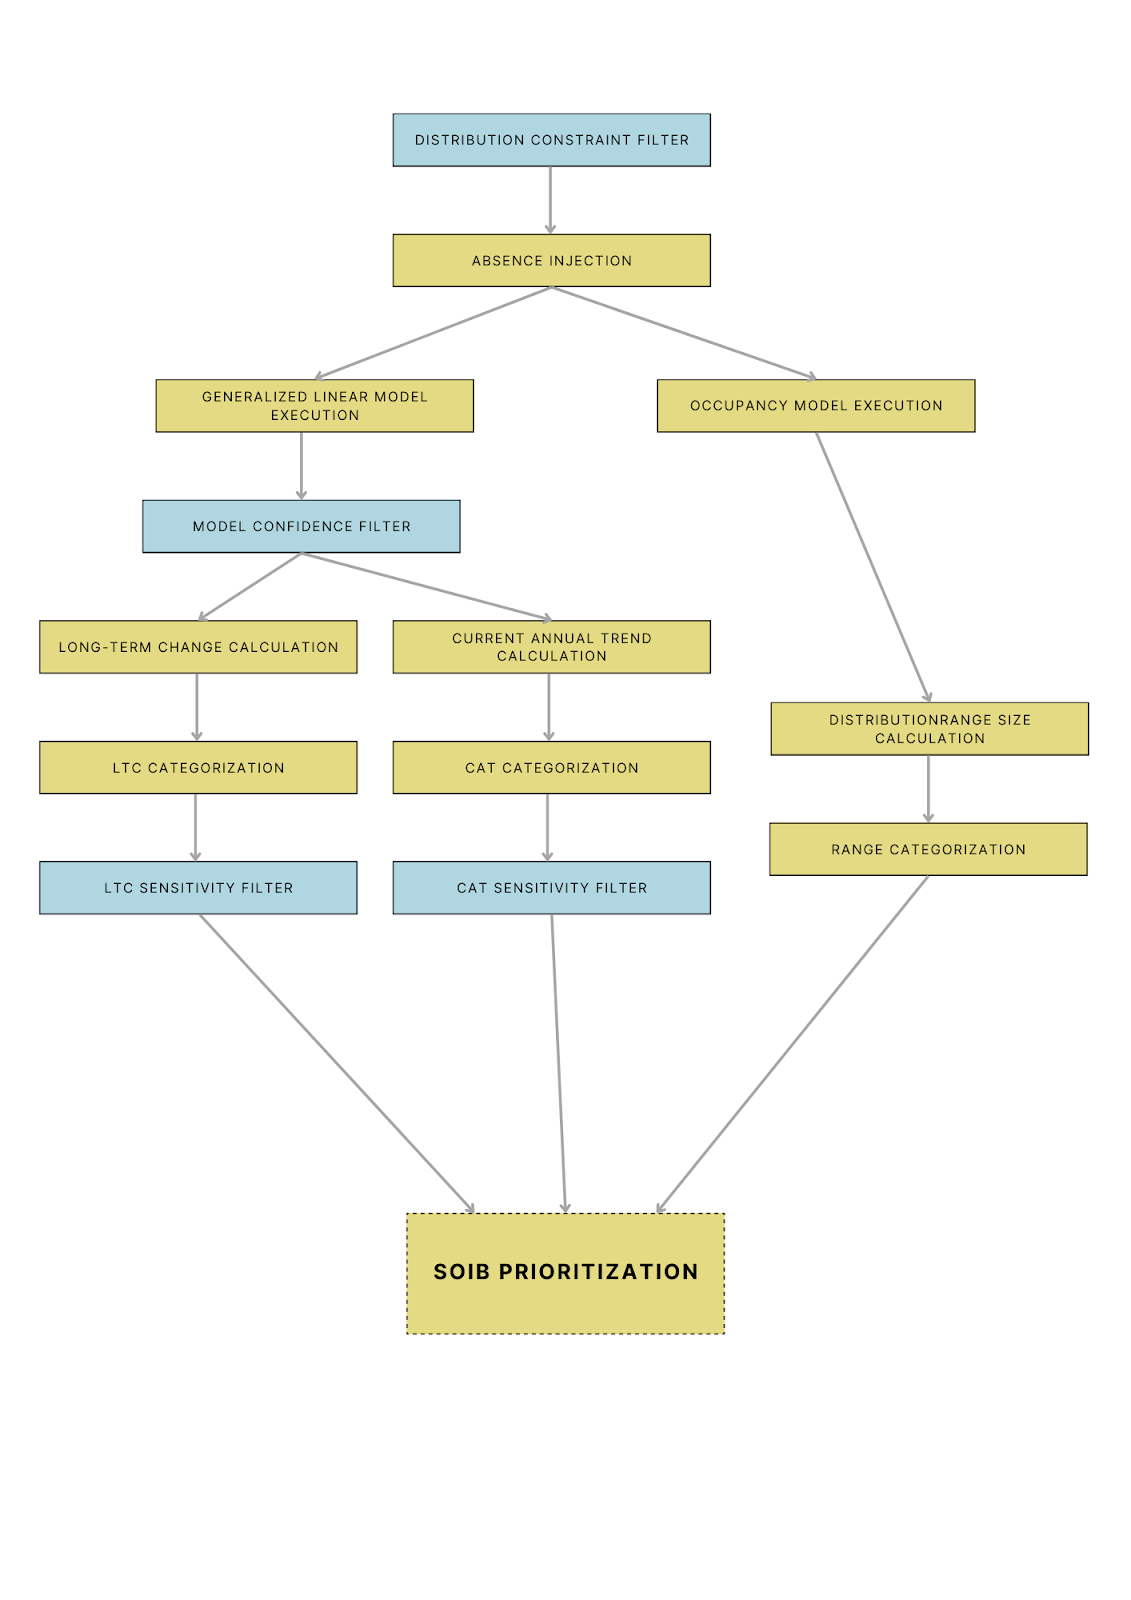 DISTRIBUTION CONSTRAINT FILTER
ABSENCE INJECTION
GENERALIZED LINEAR MODEL
EXECUTION
OCCUPANCY MODEL EXECUTION
MODEL CONFIDENCE FILTER
LONG-TERM CHANGE CALCULATION
CURRENT ANNUAL TREND
CALCULATION
DISTRIBUTIONRANGE SIZE
CALCULATION
LTC CATEGORIZATION
CAT CATEGORIZATION
RANGE CATEGORIZATION
LTC SENSITIVITY FILTER
CAT SENSITIVITY FILTER
SOIB PRIORITIZATION